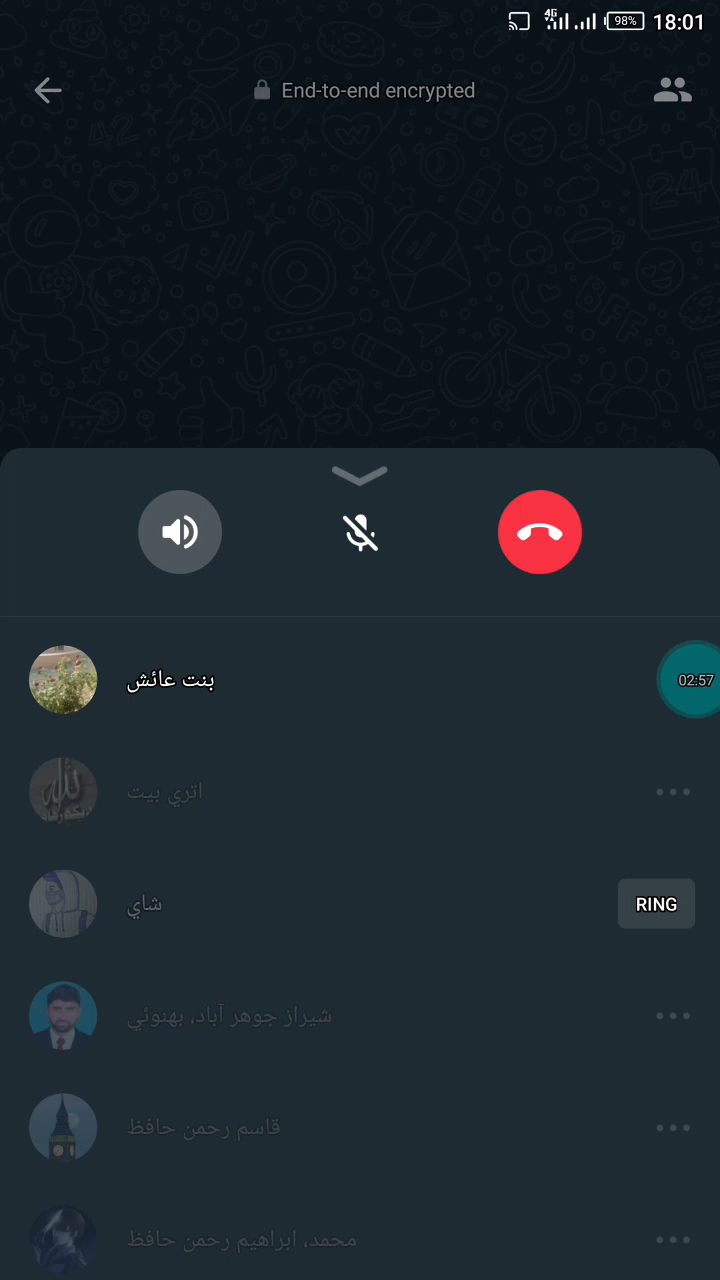 4G
98%
18:01
End-to-end encrypted
بنت عائش
02:57
اتري بيت
شاي
RING
شيراز جوهر آباد، بهنوئي
قاسم رحمن حافظ
محمد، ابراهيم رحمن حافظ